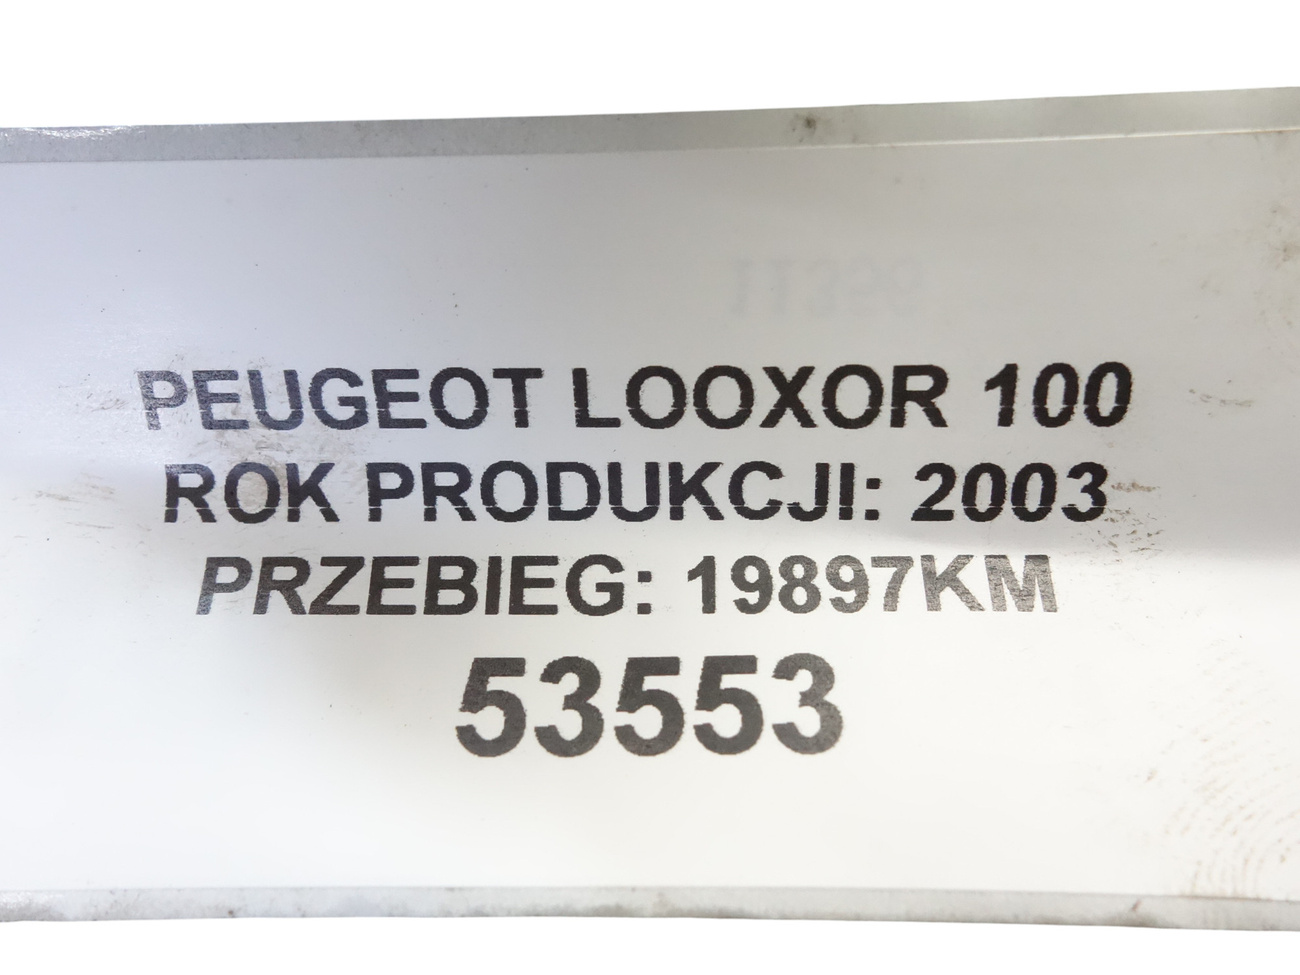 PEUGEOT LOOXOR 100
ROK PRODUKCJI: 2003
PRZEBIEG: 19897KM
53553